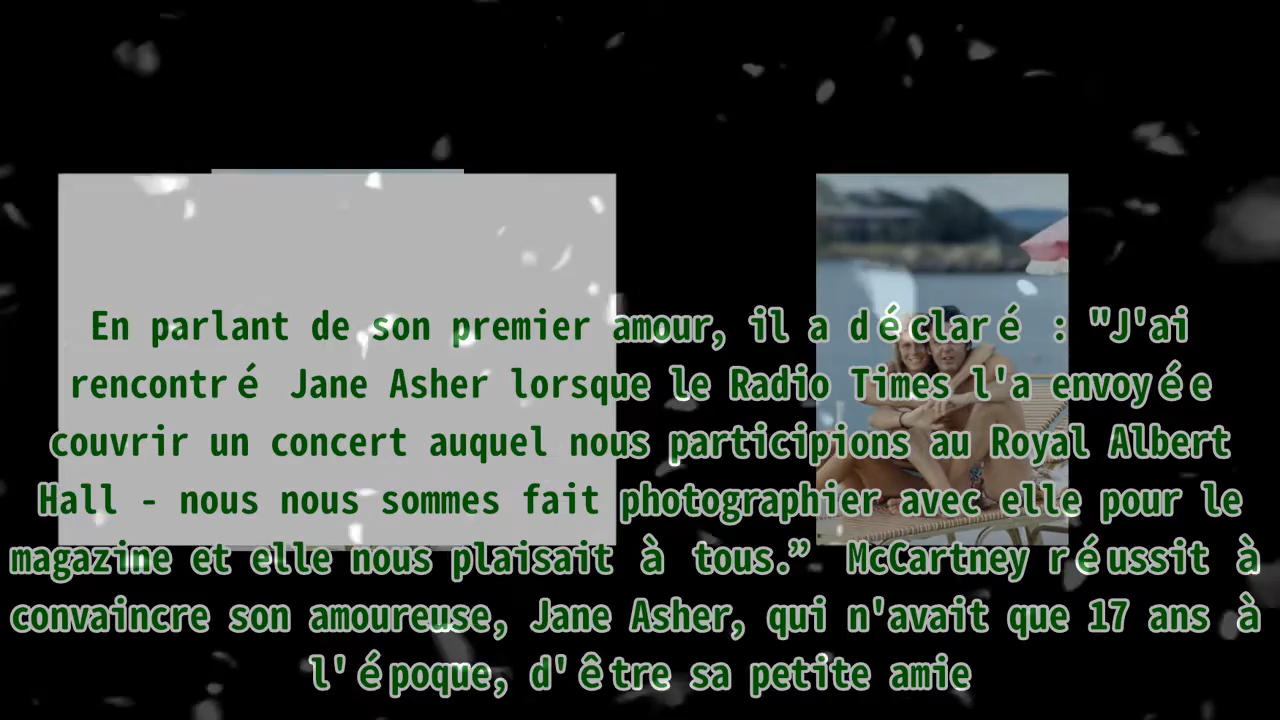 En parlant de son premier amour, il a déclaré : "J'ai
rencontré Jane Asher lorsque le Radio Times l'a envoyée
couvrir un concert auquel nous participions au Royal Albert
Hall - nous nous sommes fait photographier avec elle pour le
magazine et elle nous plaisait à tous.” McCartney réussit à
convaincre son amoureuse, Jane Asher, qui n'avait que 17 ans à
l'époque, d'être sa petite amie